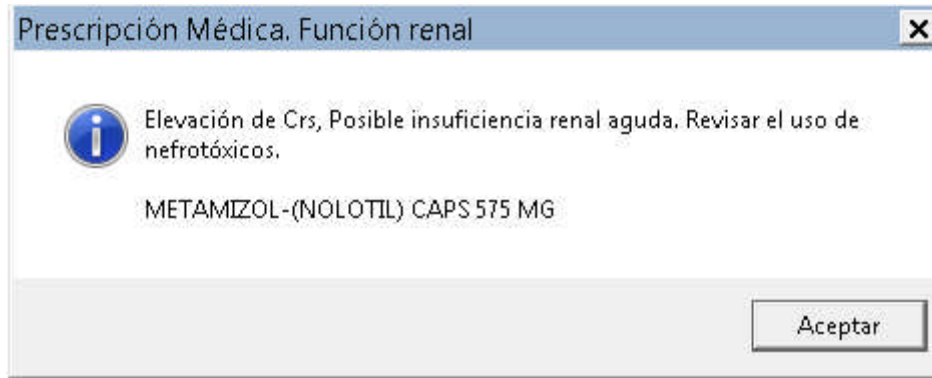 Prescripción Médica. Función renal
Elevación de Crs, Posible insuficiencia renal aguda. Revisar el uso de
nefrotóxicos.
METAMIZOL-(NOLOTIL) CAPS 575 MG
Aceptar